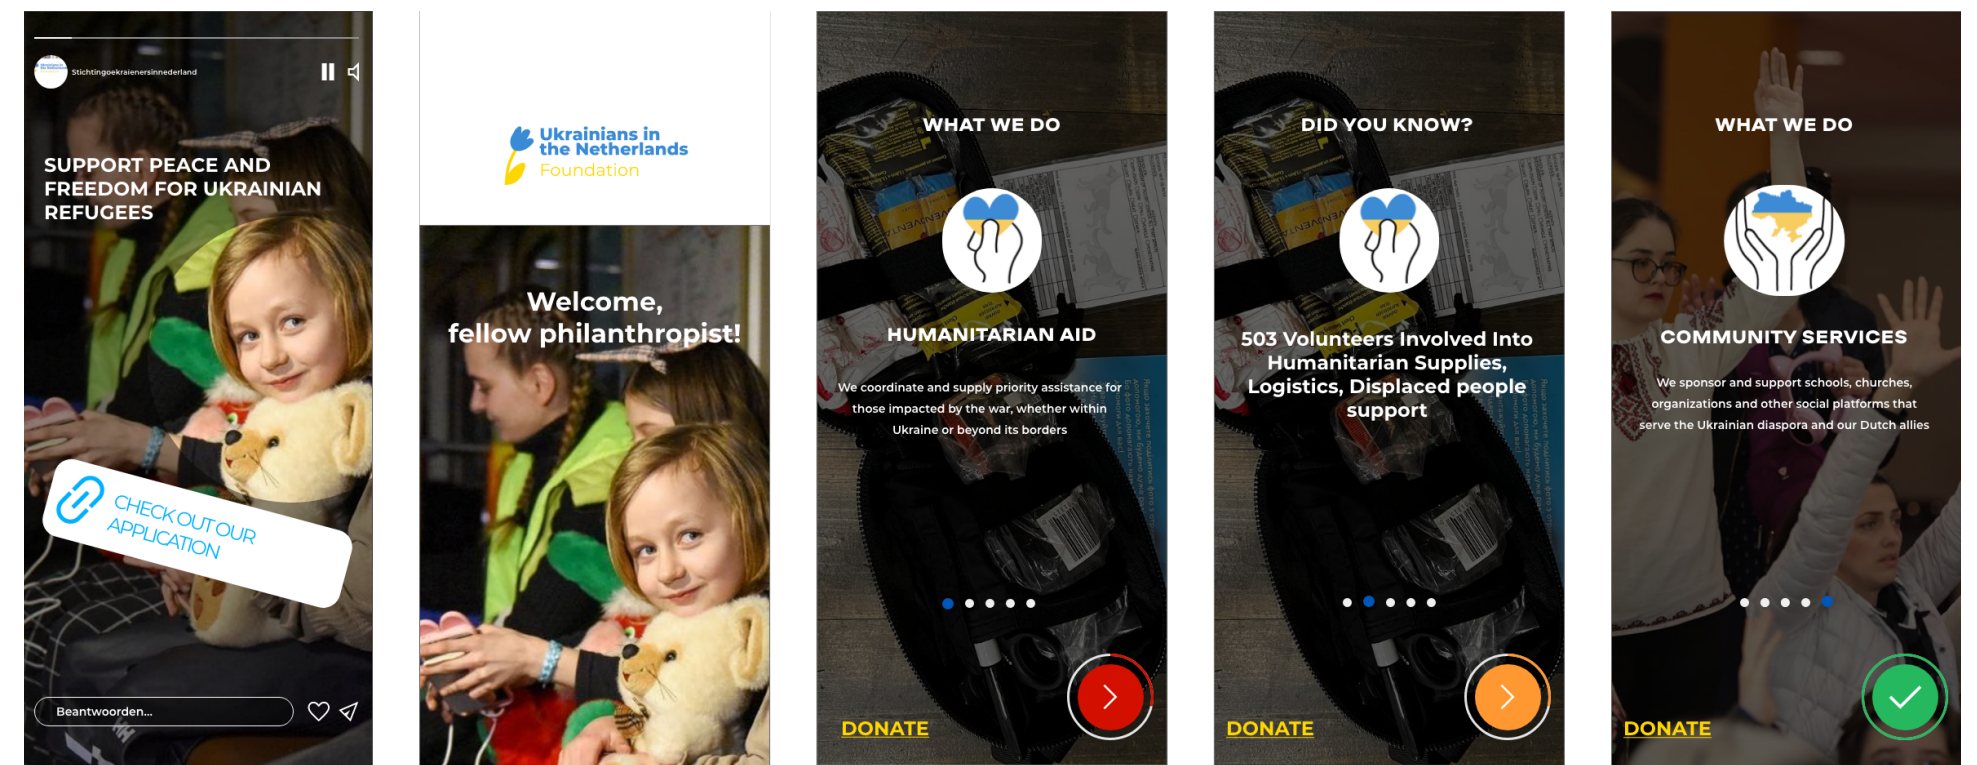 Stichtingoekraienersinnederland
SUPPORT PEACE AND
FREEDOM FOR UKRAINIAN
REFUGEES
CHECK OUT OUR
APPLICATION
Beantwoorden...
Ukrainians in
the Netherlands
Foundation
Welcome,
fellow philanthropist!
WHAT WE DO
HUMANITARIAN AID
We coordinate and supply priority assistance for
those impacted by the war, whether within
Ukraine or beyond its borders
DONATE
DID YOU KNOW?
503 Volunteers Involved Into
Humanitarian Supplies,
Logistics, Displaced people
support
DONATE
WHAT WE DO
COMMUNITY SERVICES
We sponsor and support schools, churches,
organizations and other social platforms that
serve the Ukrainian diaspora and our Dutch allies
DONATE